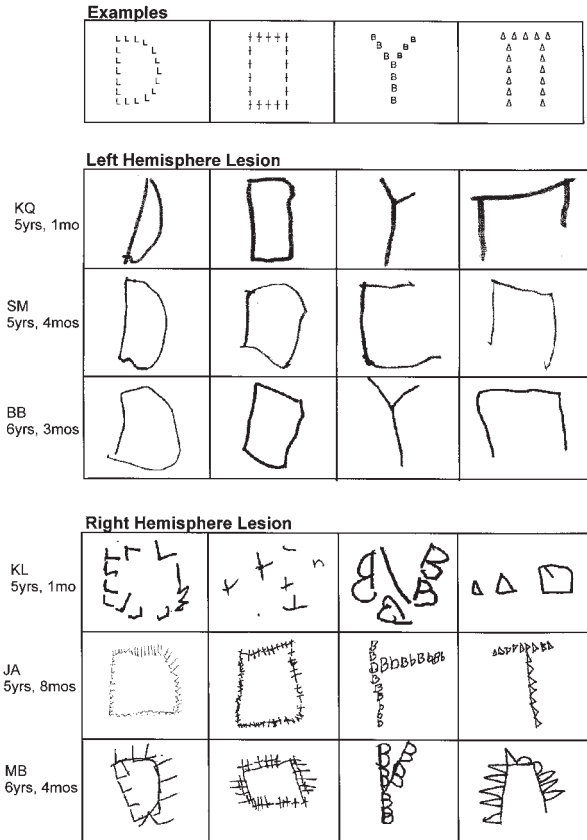 Examples
Left Hemisphere Lesion
KQ
5yrs, 1mo
SM
5yrs, 4mos
BB
6yrs, 3mos
Right Hemisphere Lesion
KL
5yrs, 1mo
JA
5yrs, 8mos
MB
6yrs, 4mos